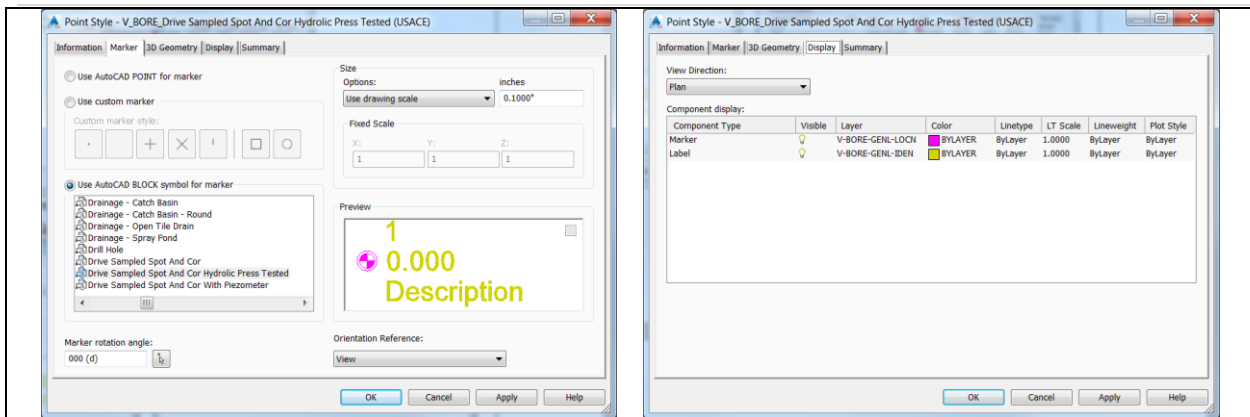 Point Style - V_BORE_Drive Sampled Spot And Cor Hydrolic Press Tested (USACE)
Information Marker 3D Geometry Display Summary
Use AutoCAD POINT for marker
Use custom marker
Custom marker style:
Use AutoCAD BLOCK symbol for marker
Drainage - Catch Basin
Drainage - Catch Basin - Round
Drainage - Open Tile Drain
Drainage - Spray Pond
Drill Hole
Drive Sampled Spot And Cor
Drive Sampled Spot And Cor Hydrolic Press Tested
Drive Sampled Spot And Cor With Piezometer
Marker rotation angle:
000 (d)
Size
Options: inches
Use drawing scale 0.1000"
Fixed Scale
X: Y: Z:
1 1 1
Preview
1
0.000
Description
Orientation Reference:
View
OK Cancel Apply Help
Point Style - V_BORE_Drive Sampled Spot And Cor Hydrolic Press Tested (USACE)
Information Marker 3D Geometry Display Summary
View Direction:
Plan
Component display:
Component Type Visible Layer Color Linetype LT Scale Lineweight Plot Style
Marker V-BORE-GENL-LOCN BYLAYER ByLayer 1.0000 ByLayer ByLayer
Label V-BORE-GENL-IDEN BYLAYER ByLayer 1.0000 ByLayer ByLayer
OK Cancel Apply Help